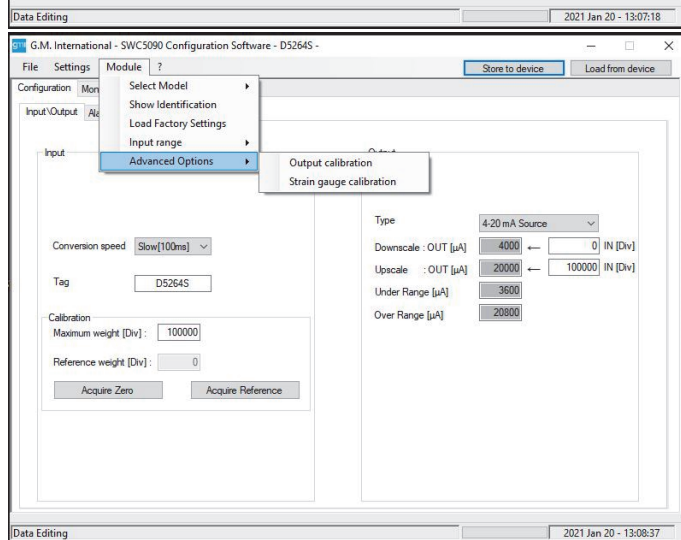 Data Editing 2021 Jan 20 - 13:07:18
G.M. International - SWC5090 Configuration Software - D5264S -
File Settings Module ? Store to device Load from device
Configuration Mon
Select Model
Input\Output Ala
Show Identification
Load Factory Settings
Input range
Input
Advanced Options
Output calibration
Strain gauge calibration
Type 4-20 mA Source
Conversion speed Slow[100ms]
Downscale : OUT [µA] 4000 ← 0 IN [Div]
Upscale : OUT [µA] 20000 ← 100000 IN [Div]
Tag D5264S
Under Range [µA] 3600
Over Range [µA] 20800
Calibration
Maximum weight [Div] : 100000
Reference weight [Div] : 0
Acquire Zero Acquire Reference
Data Editing 2021 Jan 20 - 13:08:37